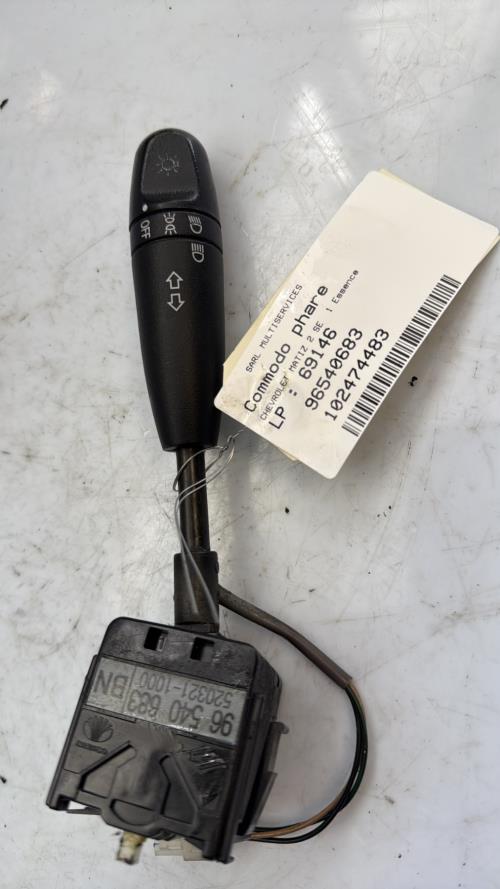 OFF
SARL MULTISERVICES
Commodo phare
CHEVROLET MATIZ 2 SE 1 Essence
LP : 69146
96540683
102474483
96 540 683 BN
520321-1000